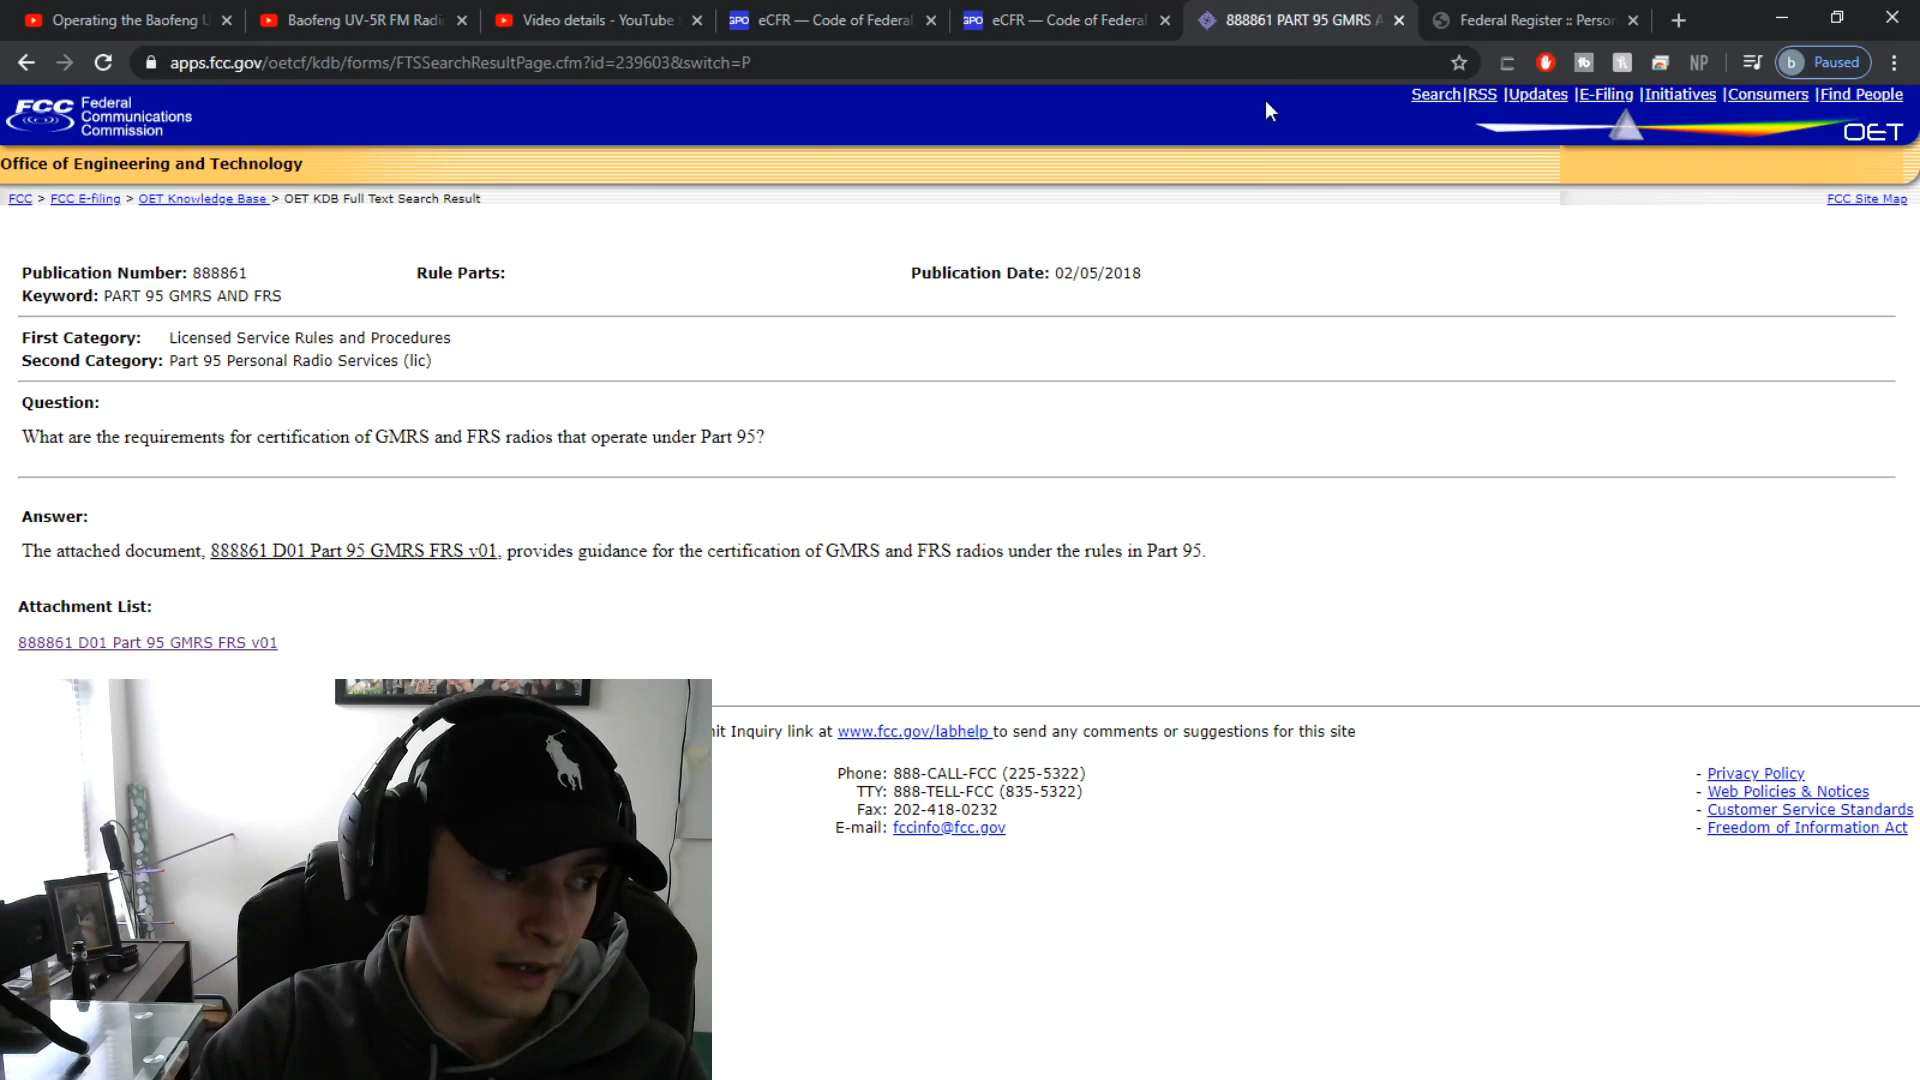 Operating the Baofeng U
Baofeng UV-5R FM Radi
Video details - YouTube S
GPO eCFR — Code of Federal
GPO eCFR — Code of Federal
888861 PART 95 GMRS A
Federal Register :: Person
apps.fcc.gov/oetcf/kdb/forms/FTSSearchResultPage.cfm?id=239603&switch=P
NP
b Paused
FCC Federal
Communications
Commission
Search|RSS |Updates |E-Filing |Initiatives |Consumers |Find People
OET
Office of Engineering and Technology
FCC > FCC E-filing > OET Knowledge Base > OET KDB Full Text Search Result
FCC Site Map
Publication Number: 888861 Rule Parts: Publication Date: 02/05/2018
Keyword: PART 95 GMRS AND FRS
First Category: Licensed Service Rules and Procedures
Second Category: Part 95 Personal Radio Services (lic)
Question:
What are the requirements for certification of GMRS and FRS radios that operate under Part 95?
Answer:
The attached document, 888861 D01 Part 95 GMRS FRS v01, provides guidance for the certification of GMRS and FRS radios under the rules in Part 95.
Attachment List:
888861 D01 Part 95 GMRS FRS v01
it Inquiry link at www.fcc.gov/labhelp to send any comments or suggestions for this site
Phone: 888-CALL-FCC (225-5322)
TTY: 888-TELL-FCC (835-5322)
Fax: 202-418-0232
E-mail: fccinfo@fcc.gov
- Privacy Policy
- Web Policies & Notices
- Customer Service Standards
- Freedom of Information Act